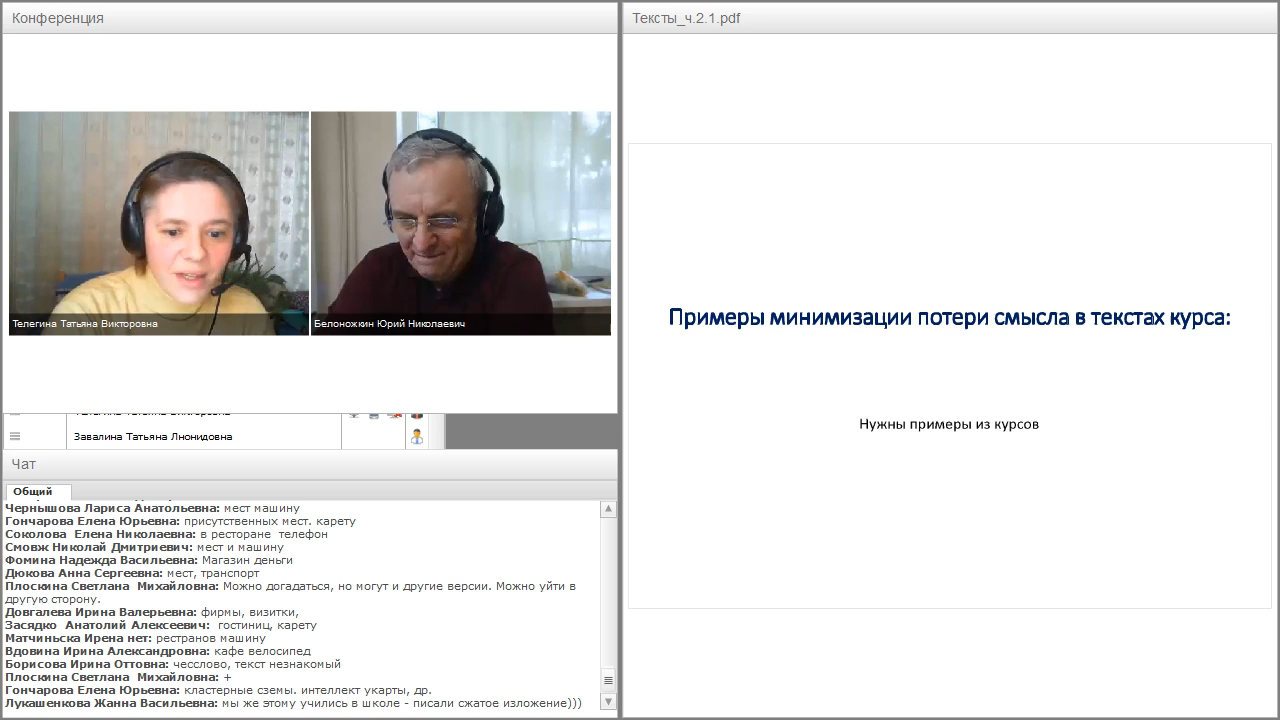 Конференция
Тексты_ч.2.1.pdf
Телегина Татьяна Викторовна
Белоножкин Юрий Николаевич
Примеры минимизации потери смысла в текстах курса:
Нужны примеры из курсов
Завалина Татьяна Лнонидовна
Чат
Общий
Чернышова Лариса Анатольевна: мест машину
Гончарова Елена Юрьевна: присутственных мест. карету
Соколова Елена Николаевна: в ресторане телефон
Смовж Николай Дмитриевич: мест и машину
Фомина Надежда Васильевна: Магазин деньги
Дюкова Анна Сергеевна: мест, транспорт
Плоскина Светлана Михайловна: Можно догадаться, но могут и другие версии. Можно уйти в
другую сторону.
Довгалева Ирина Валерьевна: фирмы, визитки,
Засядко Анатолий Алексеевич: гостиниц, карету
Матчиньска Ирена нет: рестранов машину
Вдовина Ирина Александровна: кафе велосипед
Борисова Ирина Оттовна: чесслово, текст незнакомый
Плоскина Светлана Михайловна: +
Гончарова Елена Юрьевна: кластерные сземы. интеллект укарты, др.
Лукашенкова Жанна Васильевна: мы же этому учились в школе - писали сжатое изложение)))